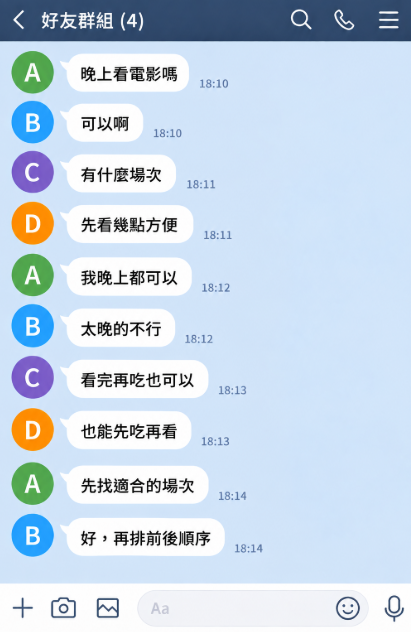 好友群組 (4)
A
晚上看電影嗎
18:10
B
可以啊
18:10
C
有什麼場次
18:11
D
先看幾點方便
18:11
A
我晚上都可以
18:12
B
太晚的不行
18:12
C
看完再吃也可以
18:13
D
也能先吃再看
18:13
A
先找適合的場次
18:14
B
好，再排前後順序
18:14
Aa